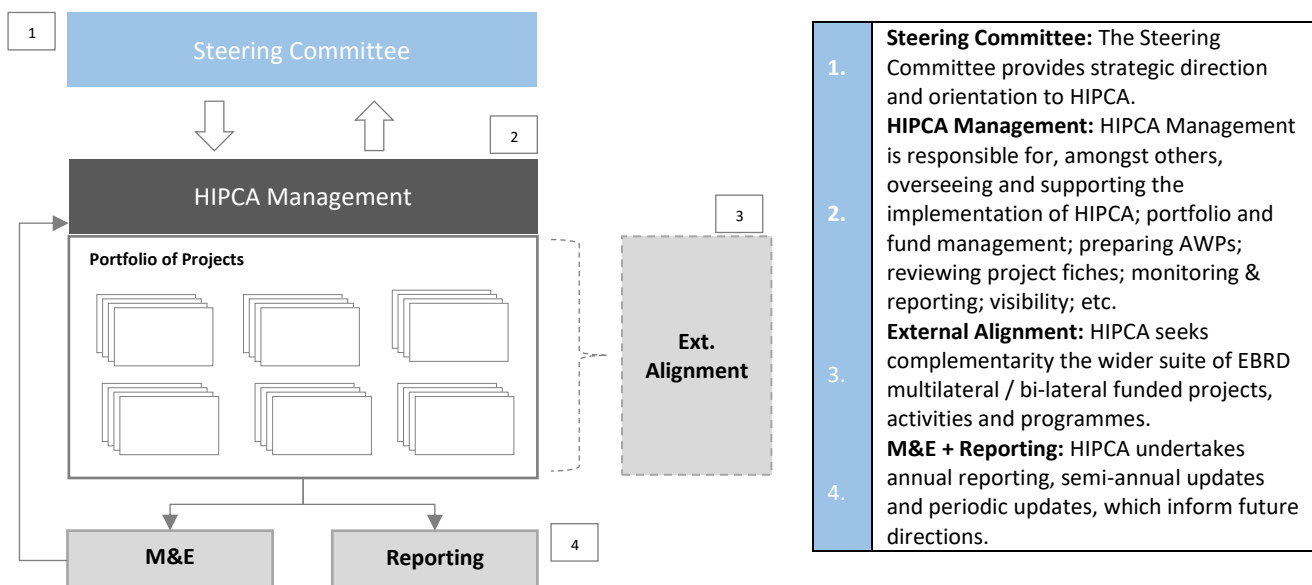 1
Steering Committee
2
HIPCA Management
3
Portfolio of Projects
Ext.
Alignment
M&E
Reporting
4
1.
Steering Committee: The Steering
Committee provides strategic direction
and orientation to HIPCA.
2.
HIPCA Management: HIPCA Management
is responsible for, amongst others,
overseeing and supporting the
implementation of HIPCA; portfolio and
fund management; preparing AWPs;
reviewing project fiches; monitoring &
reporting; visibility; etc.
3.
External Alignment: HIPCA seeks
complementarity the wider suite of EBRD
multilateral / bi-lateral funded projects,
activities and programmes.
4.
M&E + Reporting: HIPCA undertakes
annual reporting, semi-annual updates
and periodic updates, which inform future
directions.